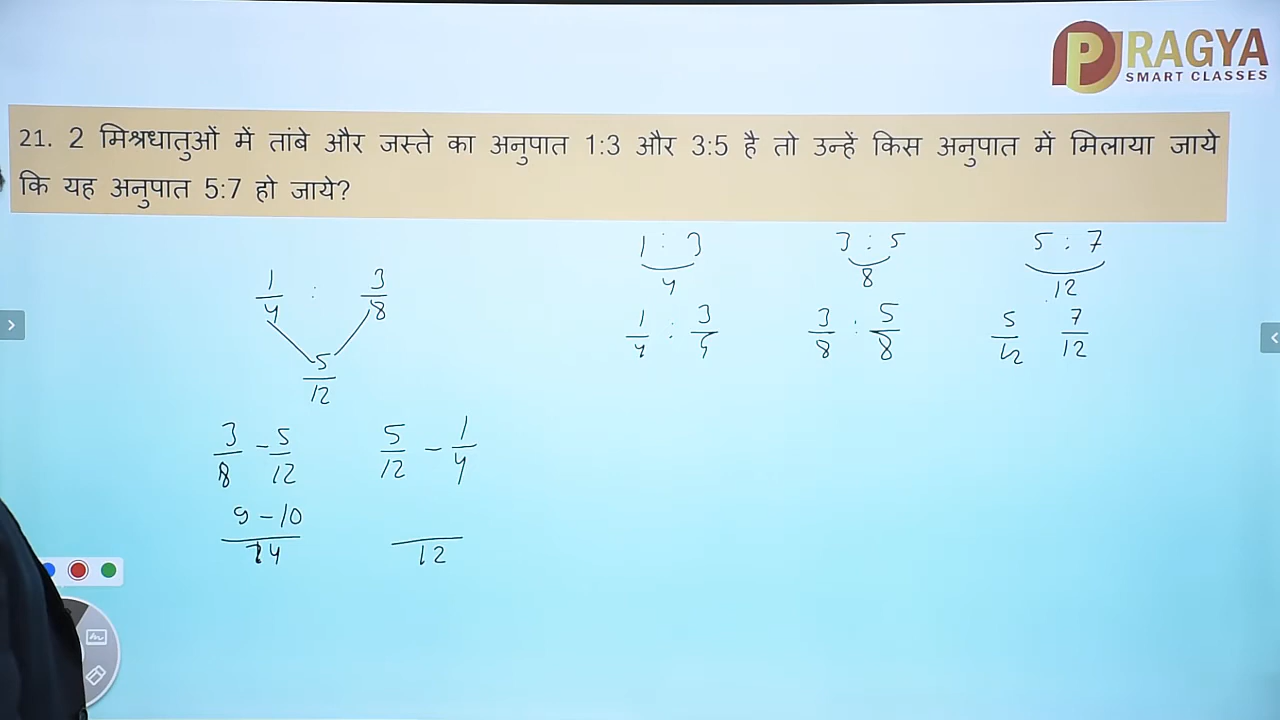 PRAGYA
SMART CLASSES
21. 2 मिश्रधातुओं में तांबे और जस्ते का अनुपात 1:3 और 3:5 है तो उन्हें किस अनुपात में मिलाया जाये
कि यह अनुपात 5:7 हो जाये?
1 : 3
4
3 : 5
8
5 : 7
12
1/4 : 3/4
3/8 : 5/8
5/12 7/12
1/4 : 3/8
5/12
3/8 - 5/12
5/12 - 1/4
9 - 10
24
12